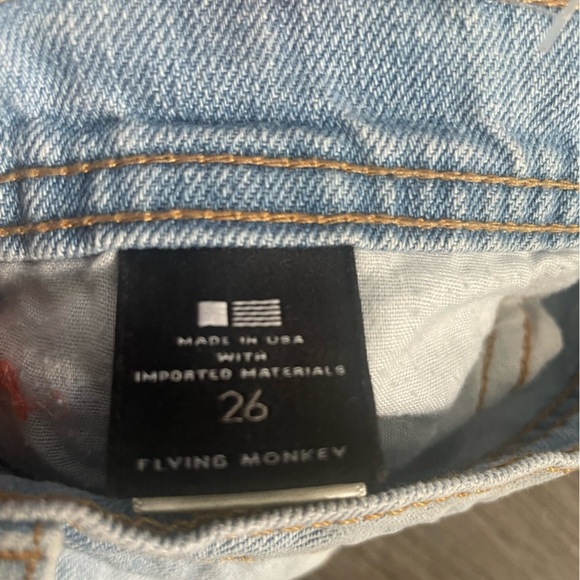 MADE IN USA
WITH
IMPORTED MATERIALS
26
FLYING MONKEY